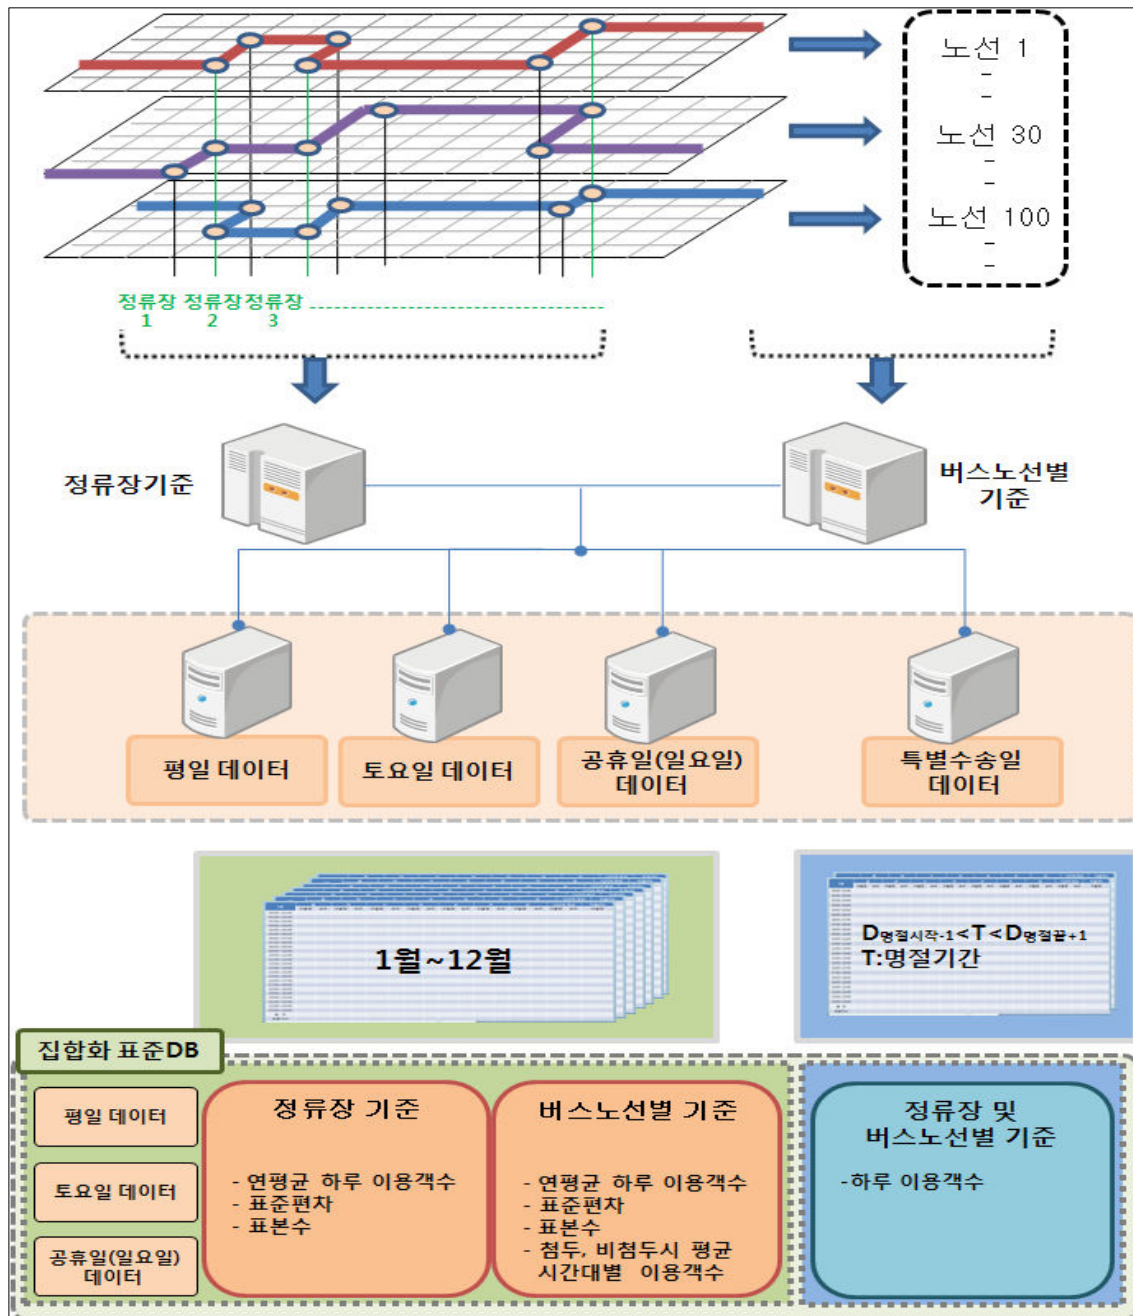 노선 1
-
-
노선 30
-
-
노선 100
-
-
정류장 정류장 정류장
1 2 3
정류장기준
버스노선별
기준
평일 데이터
토요일 데이터
공휴일(일요일)
데이터
특별수송일
데이터
1월~12월
D명절시작-1<T<D명절끝+1
T:명절기간
집합화 표준DB
평일 데이터
토요일 데이터
공휴일(일요일)
데이터
정류장 기준
- 연평균 하루 이용객수
- 표준편차
- 표본수
버스노선별 기준
- 연평균 하루 이용객수
- 표준편차
- 표본수
- 첨두, 비첨두시 평균
시간대별 이용객수
정류장 및
버스노선별 기준
-하루 이용객수